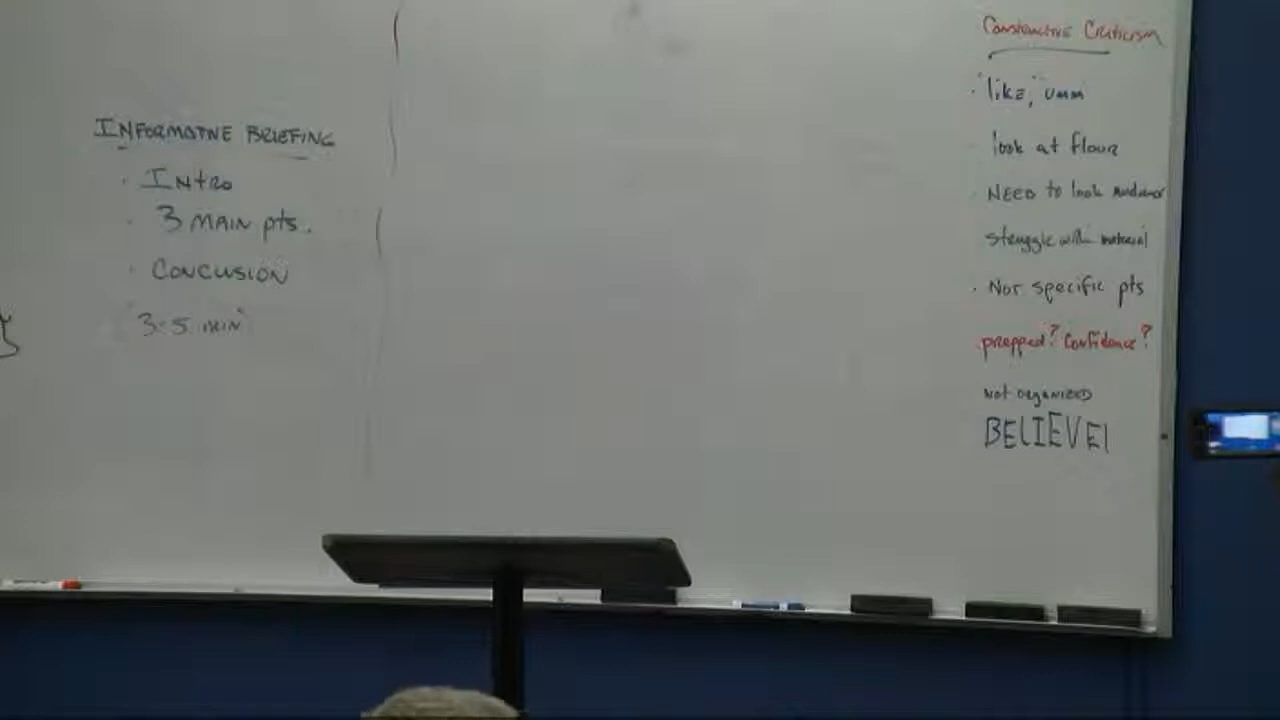 INFORMATIVE BRIEFING
· INtro
· 3 MAIN pts.
· CONCLUSION
"3-5 min"
Constructive Criticism
· "like," umm
look at flour
· NEED to look audience
struggle with material
· Not specific pts
prepped? Confidence?
Not organized
BELIEVE!